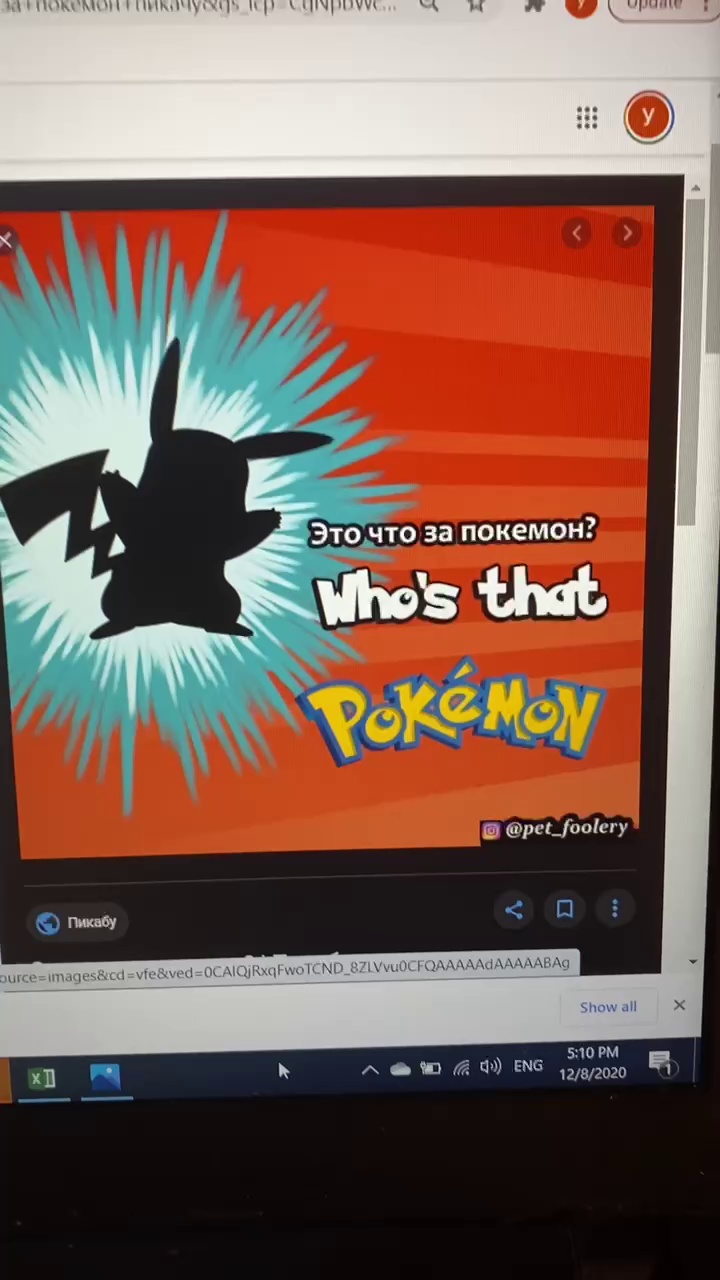 за+покемон+пикачу&gs_lcp=CgNpbWc...
Update
У
Это что за покемон?
Who's that
POKéMON
@pet_foolery
Пикабу
ource=images&cd=vfe&ved=0CAIQjRxqFwoTCND_8ZLVvu0CFQAAAAAdAAAAABAg
Show all
ENG
5:10 PM
12/8/2020
1